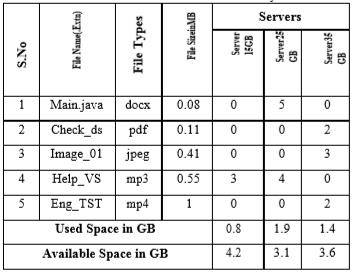 S.No File Name(.Extn) File Types File SizeinMB Servers
Server 15GB Server25 GB Server35 GB
1 Main.java docx 0.08 0 5 0
2 Check_ds pdf 0.11 0 0 2
3 Image_01 jpeg 0.41 0 0 3
4 Help_VS mp3 0.55 3 4 0
5 Eng_TST mp4 1 0 0 2
Used Space in GB 0.8 1.9 1.4
Available Space in GB 4.2 3.1 3.6